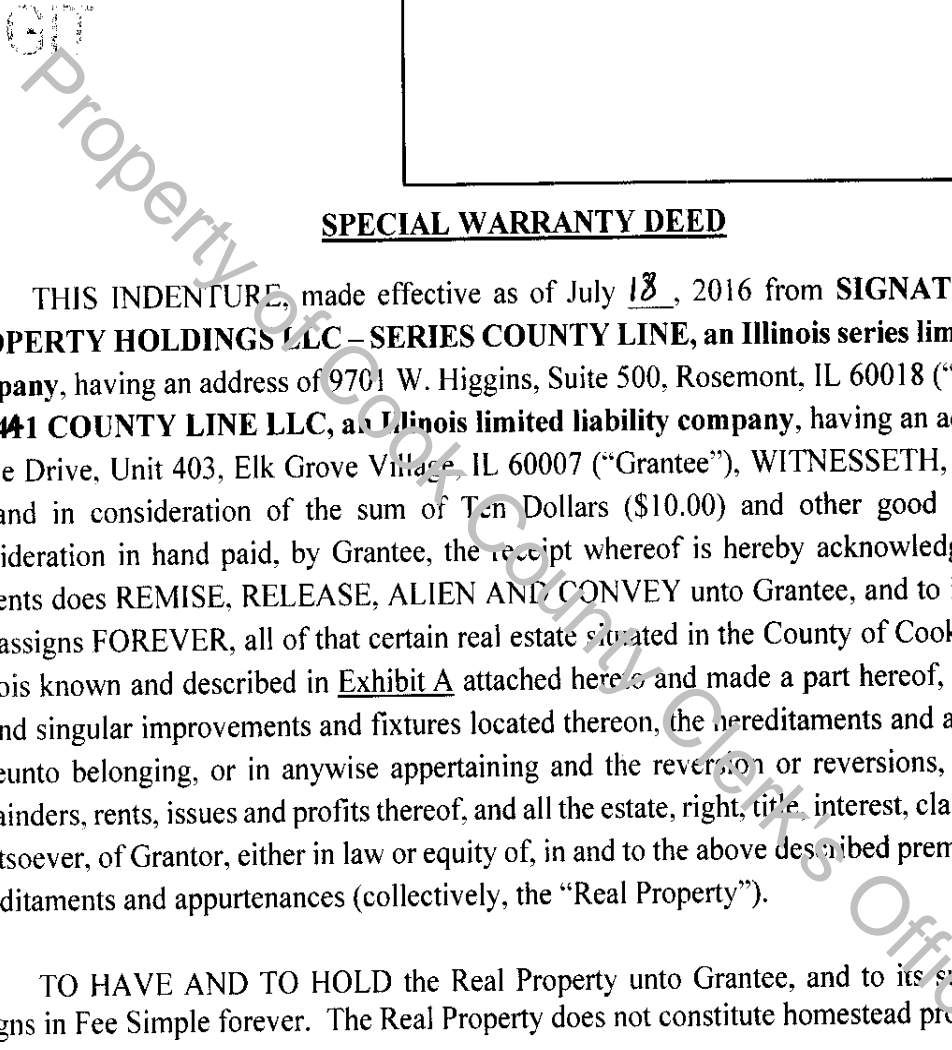 GIT
SPECIAL WARRANTY DEED
THIS INDENTURE, made effective as of July 18, 2016 from SIGNAT
OPERTY HOLDINGS LLC – SERIES COUNTY LINE, an Illinois series lim
pany, having an address of 9701 W. Higgins, Suite 500, Rosemont, IL 60018 ("
441 COUNTY LINE LLC, an Illinois limited liability company, having an a
e Drive, Unit 403, Elk Grove Village, IL 60007 ("Grantee"), WITNESSETH,
and in consideration of the sum of Ten Dollars ($10.00) and other good
ideration in hand paid, by Grantee, the receipt whereof is hereby acknowledg
ents does REMISE, RELEASE, ALIEN AND CONVEY unto Grantee, and to i
assigns FOREVER, all of that certain real estate situated in the County of Cook
ois known and described in Exhibit A attached hereto and made a part hereof,
nd singular improvements and fixtures located thereon, the hereditaments and a
eunto belonging, or in anywise appertaining and the reversion or reversions,
ainders, rents, issues and profits thereof, and all the estate, right, title, interest, cla
tsoever, of Grantor, either in law or equity of, in and to the above described prem
ditaments and appurtenances (collectively, the "Real Property").
TO HAVE AND TO HOLD the Real Property unto Grantee, and to its s
gns in Fee Simple forever. The Real Property does not constitute homestead pro
Property of Cook County Clerk's Offic